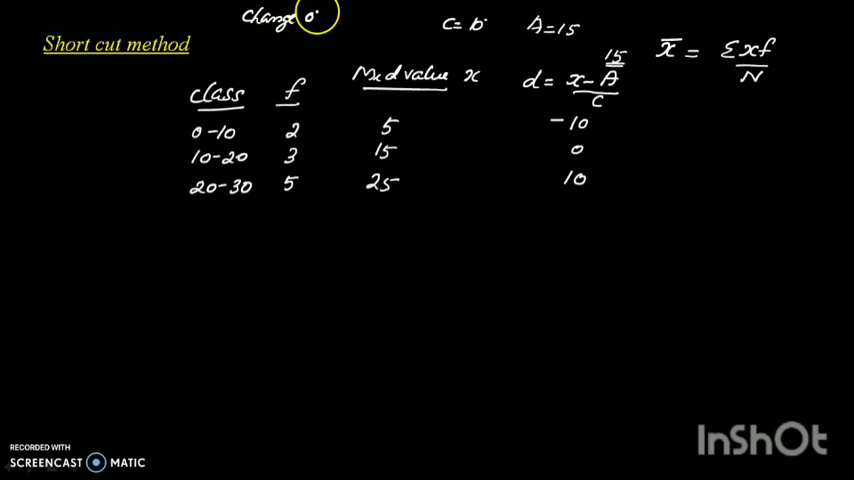 change o
Short cut method
c = 10 A = 15
x̄ = Σxf / N
class f Mid value x d = x - A / c 15
0-10 2 5 -10
10-20 3 15 0
20-30 5 25 10
RECORDED WITH
SCREENCAST MATIC
InShOt